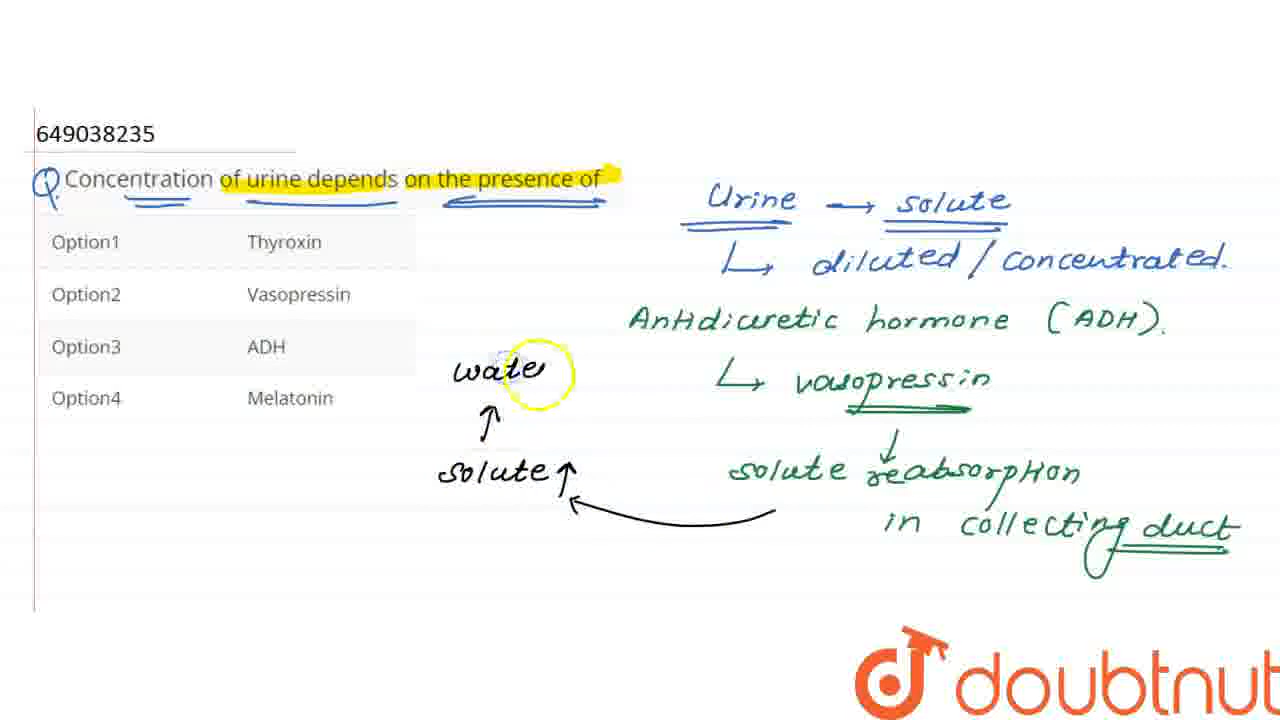 649038235
Q. Concentration of urine depends on the presence of
Option1 Thyroxin
Option2 Vasopressin
Option3 ADH
Option4 Melatonin
Urine → solute
↳ diluted / concentrated.
Antidiuretic hormone (ADH).
↳ vasopressin
↓
solute reabsorption
in collecting duct
wate
↑
solute ↑
doubtnut